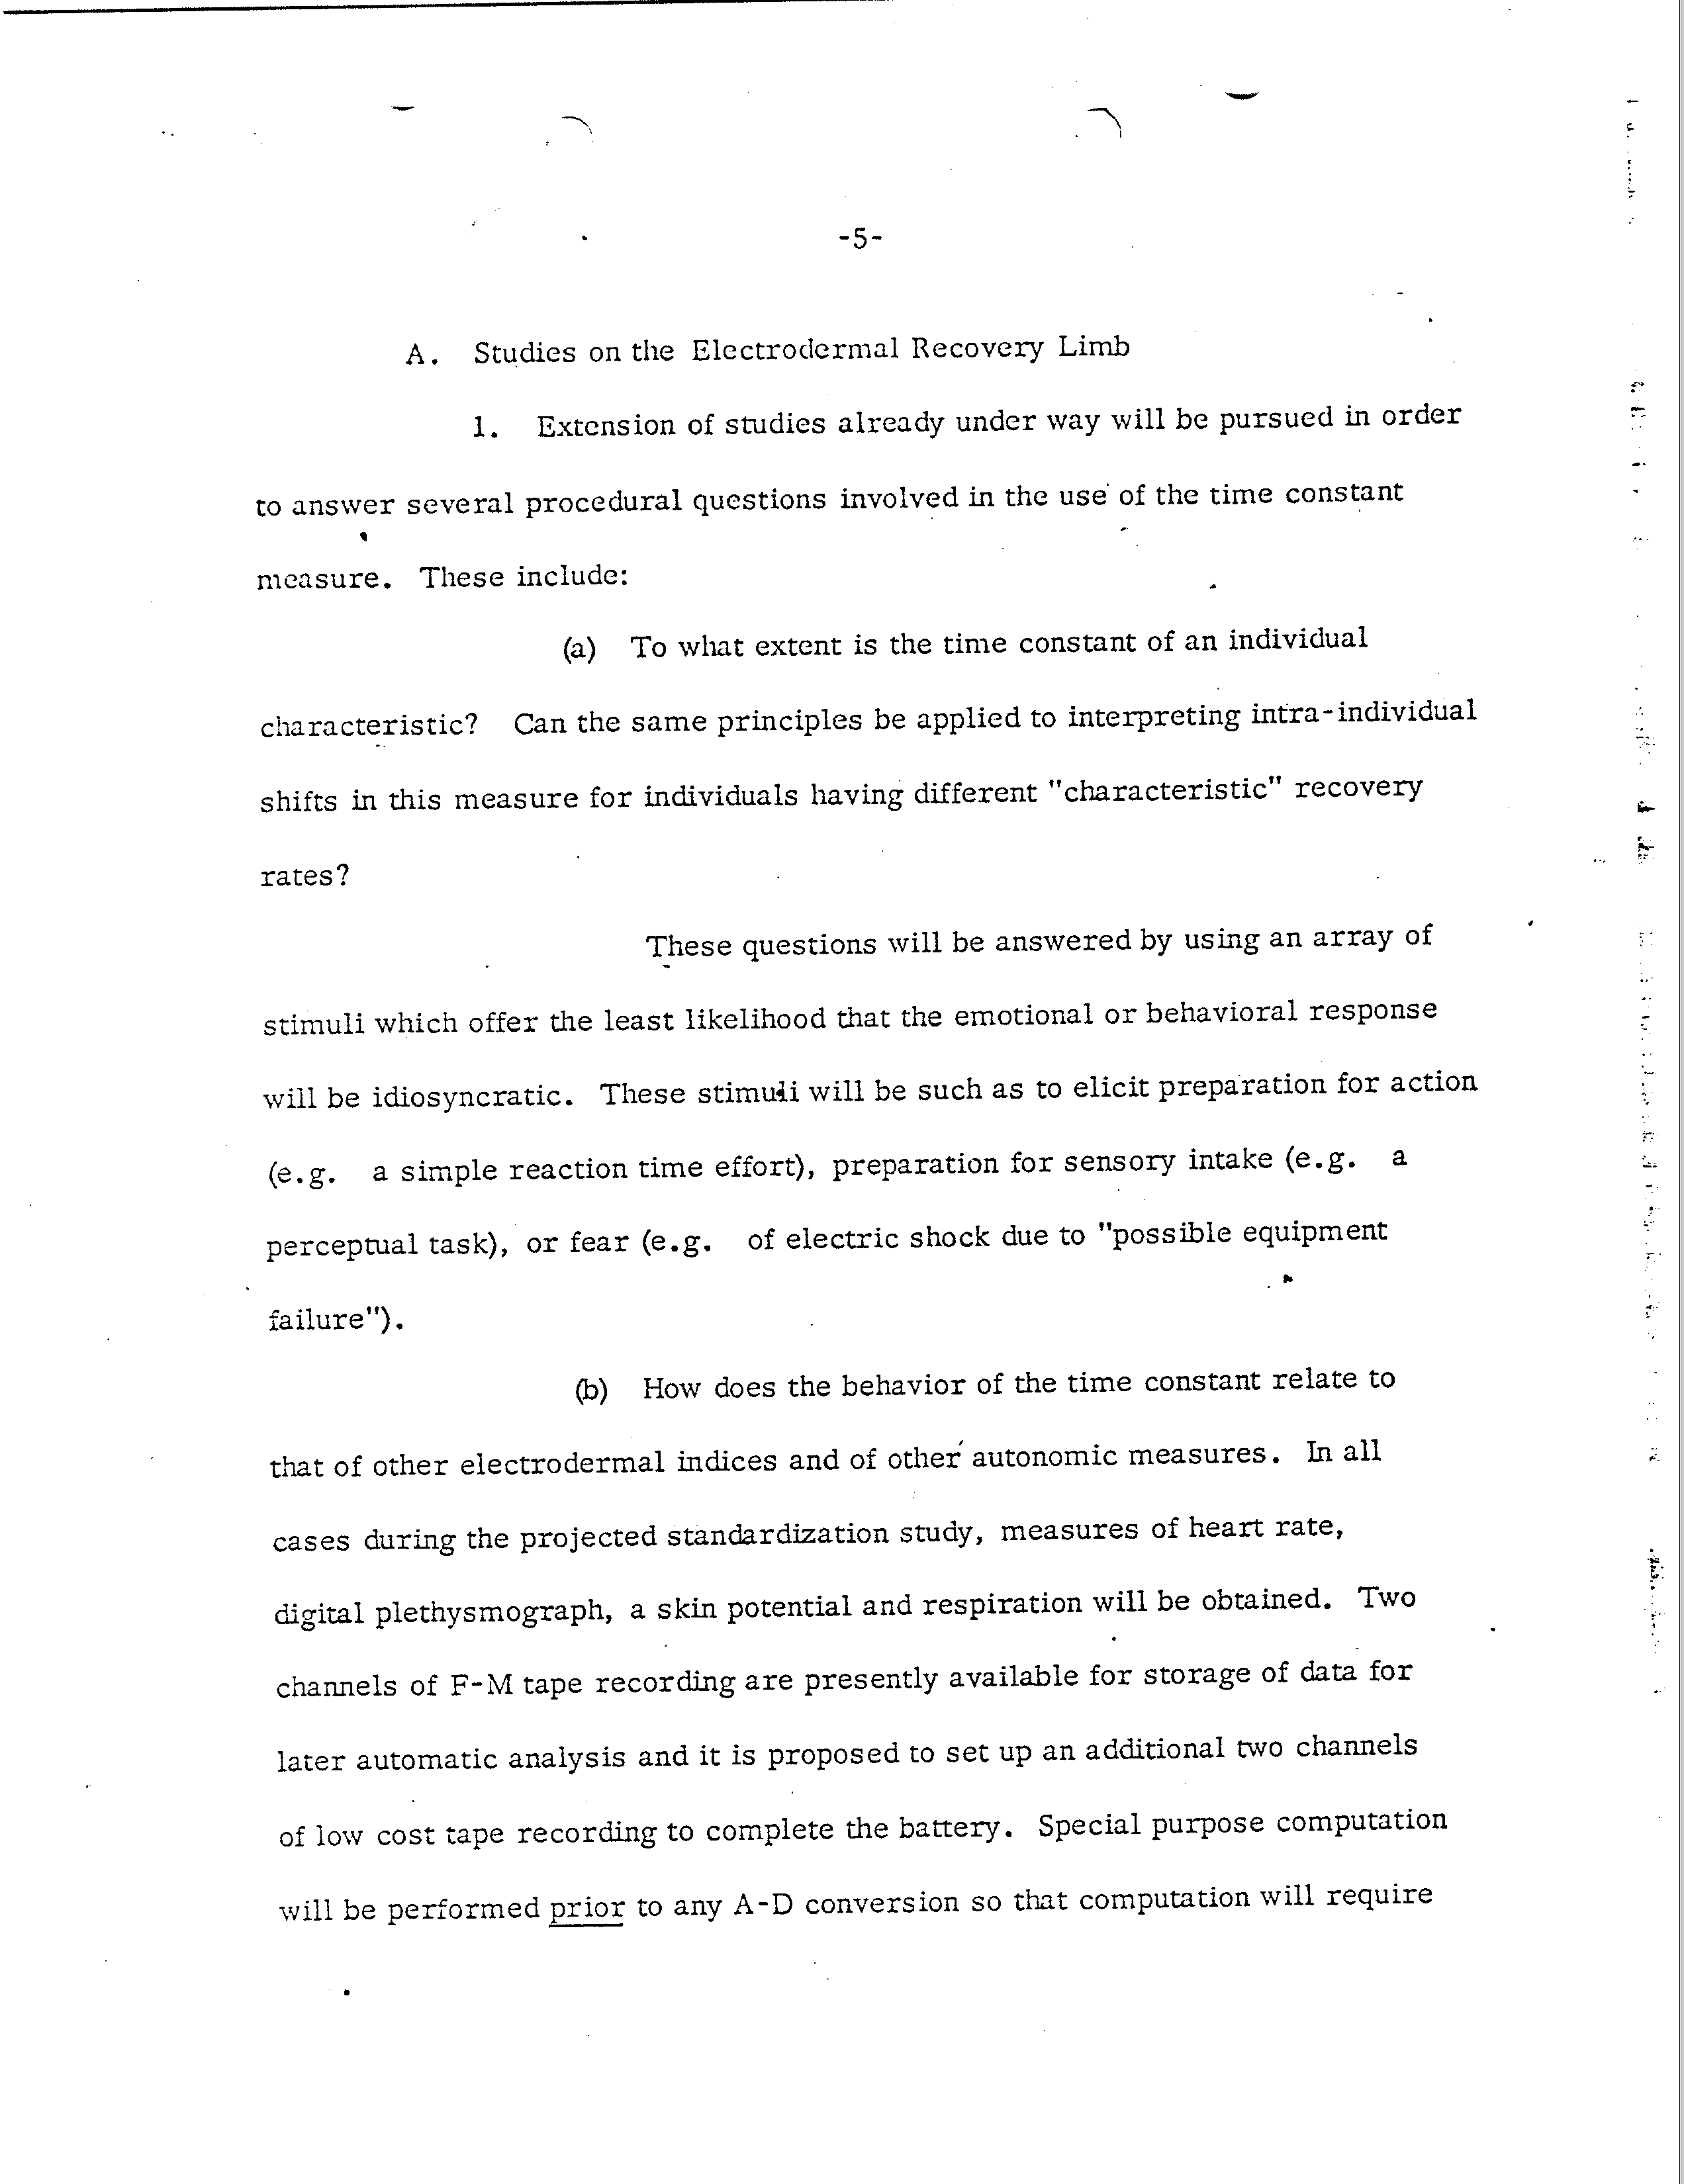 -5-
A. Studies on the Electrodermal Recovery Limb
1. Extension of studies already under way will be pursued in order
to answer several procedural questions involved in the use of the time constant
measure. These include:
(a) To what extent is the time constant of an individual
characteristic? Can the same principles be applied to interpreting intra-individual
shifts in this measure for individuals having different "characteristic" recovery
rates?
These questions will be answered by using an array of
stimuli which offer the least likelihood that the emotional or behavioral response
will be idiosyncratic. These stimuli will be such as to elicit preparation for action
(e.g. a simple reaction time effort), preparation for sensory intake (e.g. a
perceptual task), or fear (e.g. of electric shock due to "possible equipment
failure").
(b) How does the behavior of the time constant relate to
that of other electrodermal indices and of other autonomic measures. In all
cases during the projected standardization study, measures of heart rate,
digital plethysmograph, a skin potential and respiration will be obtained. Two
channels of F-M tape recording are presently available for storage of data for
later automatic analysis and it is proposed to set up an additional two channels
of low cost tape recording to complete the battery. Special purpose computation
will be performed prior to any A-D conversion so that computation will require